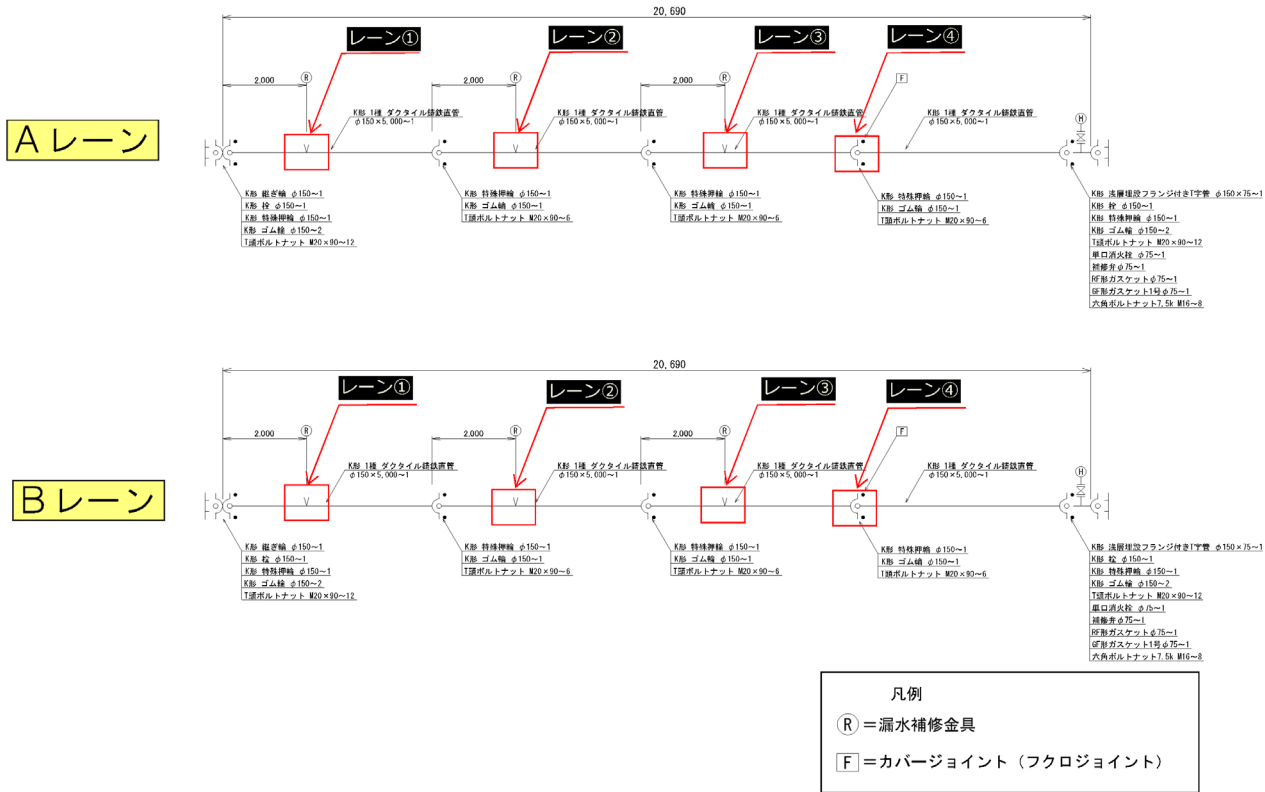 20,690
レーン① レーン② レーン③ レーン④
2,000 R 2,000 R 2,000 R F
Aレーン
K形 1種 ダクタイル鋳鉄直管
φ150×5,000~1
K形 1種 ダクタイル鋳鉄直管
φ150×5,000~1
K形 1種 ダクタイル鋳鉄直管
φ150×5,000~1
K形 1種 ダクタイル鋳鉄直管
φ150×5,000~1
H
V V V
K形 継ぎ輪 φ150~1
K形 栓 φ150~1
K形 特殊押輪 φ150~1
K形 ゴム輪 φ150~2
T頭ボルトナット M20×90~12
K形 特殊押輪 φ150~1
K形 ゴム輪 φ150~1
T頭ボルトナット M20×90~6
K形 特殊押輪 φ150~1
K形 ゴム輪 φ150~1
T頭ボルトナット M20×90~6
K形 特殊押輪 φ150~1
K形 ゴム輪 φ150~1
T頭ボルトナット M20×90~6
K形 浅層埋設フランジ付きT字管 φ150×75~1
K形 栓 φ150~1
K形 特殊押輪 φ150~1
K形 ゴム輪 φ150~2
T頭ボルトナット M20×90~12
単口消火栓 φ75~1
補修弁φ75~1
RF形ガスケットφ75~1
GF形ガスケット1号φ75~1
六角ボルトナット7.5k M16~8
20,690
レーン① レーン② レーン③ レーン④
2,000 R 2,000 R 2,000 R F
Bレーン
K形 1種 ダクタイル鋳鉄直管
φ150×5,000~1
K形 1種 ダクタイル鋳鉄直管
φ150×5,000~1
K形 1種 ダクタイル鋳鉄直管
φ150×5,000~1
K形 1種 ダクタイル鋳鉄直管
φ150×5,000~1
H
V V V
K形 継ぎ輪 φ150~1
K形 栓 φ150~1
K形 特殊押輪 φ150~1
K形 ゴム輪 φ150~2
T頭ボルトナット M20×90~12
K形 特殊押輪 φ150~1
K形 ゴム輪 φ150~1
T頭ボルトナット M20×90~6
K形 特殊押輪 φ150~1
K形 ゴム輪 φ150~1
T頭ボルトナット M20×90~6
K形 特殊押輪 φ150~1
K形 ゴム輪 φ150~1
T頭ボルトナット M20×90~6
K形 浅層埋設フランジ付きT字管 φ150×75~1
K形 栓 φ150~1
K形 特殊押輪 φ150~1
K形 ゴム輪 φ150~2
T頭ボルトナット M20×90~12
単口消火栓 φ75~1
補修弁φ75~1
RF形ガスケットφ75~1
GF形ガスケット1号φ75~1
六角ボルトナット7.5k M16~8
凡例
R=漏水補修金具
F=カバージョイント(フクロジョイント)